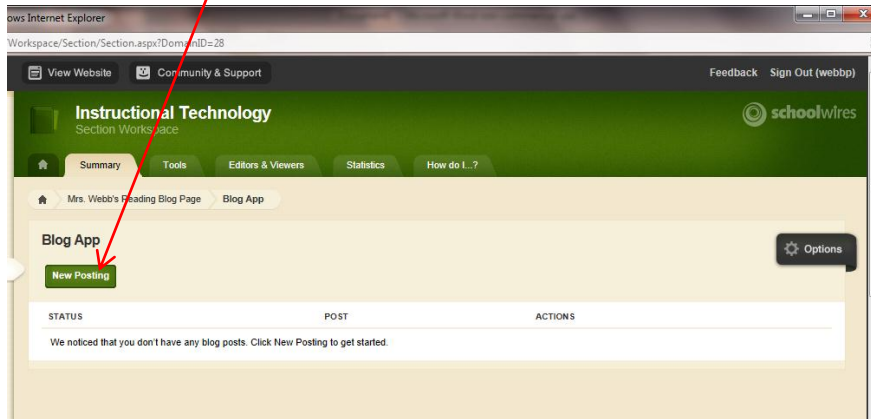 ows Internet Explorer
Workspace/Section/Section.aspx?DomainID=28
View Website Community & Support Feedback Sign Out (webbp)
Instructional Technology
Section Workspace
schoolwires
Summary Tools Editors & Viewers Statistics How do I...?
Mrs. Webb's Reading Blog Page Blog App
Blog App
Options
New Posting
STATUS POST ACTIONS
We noticed that you don't have any blog posts. Click New Posting to get started.